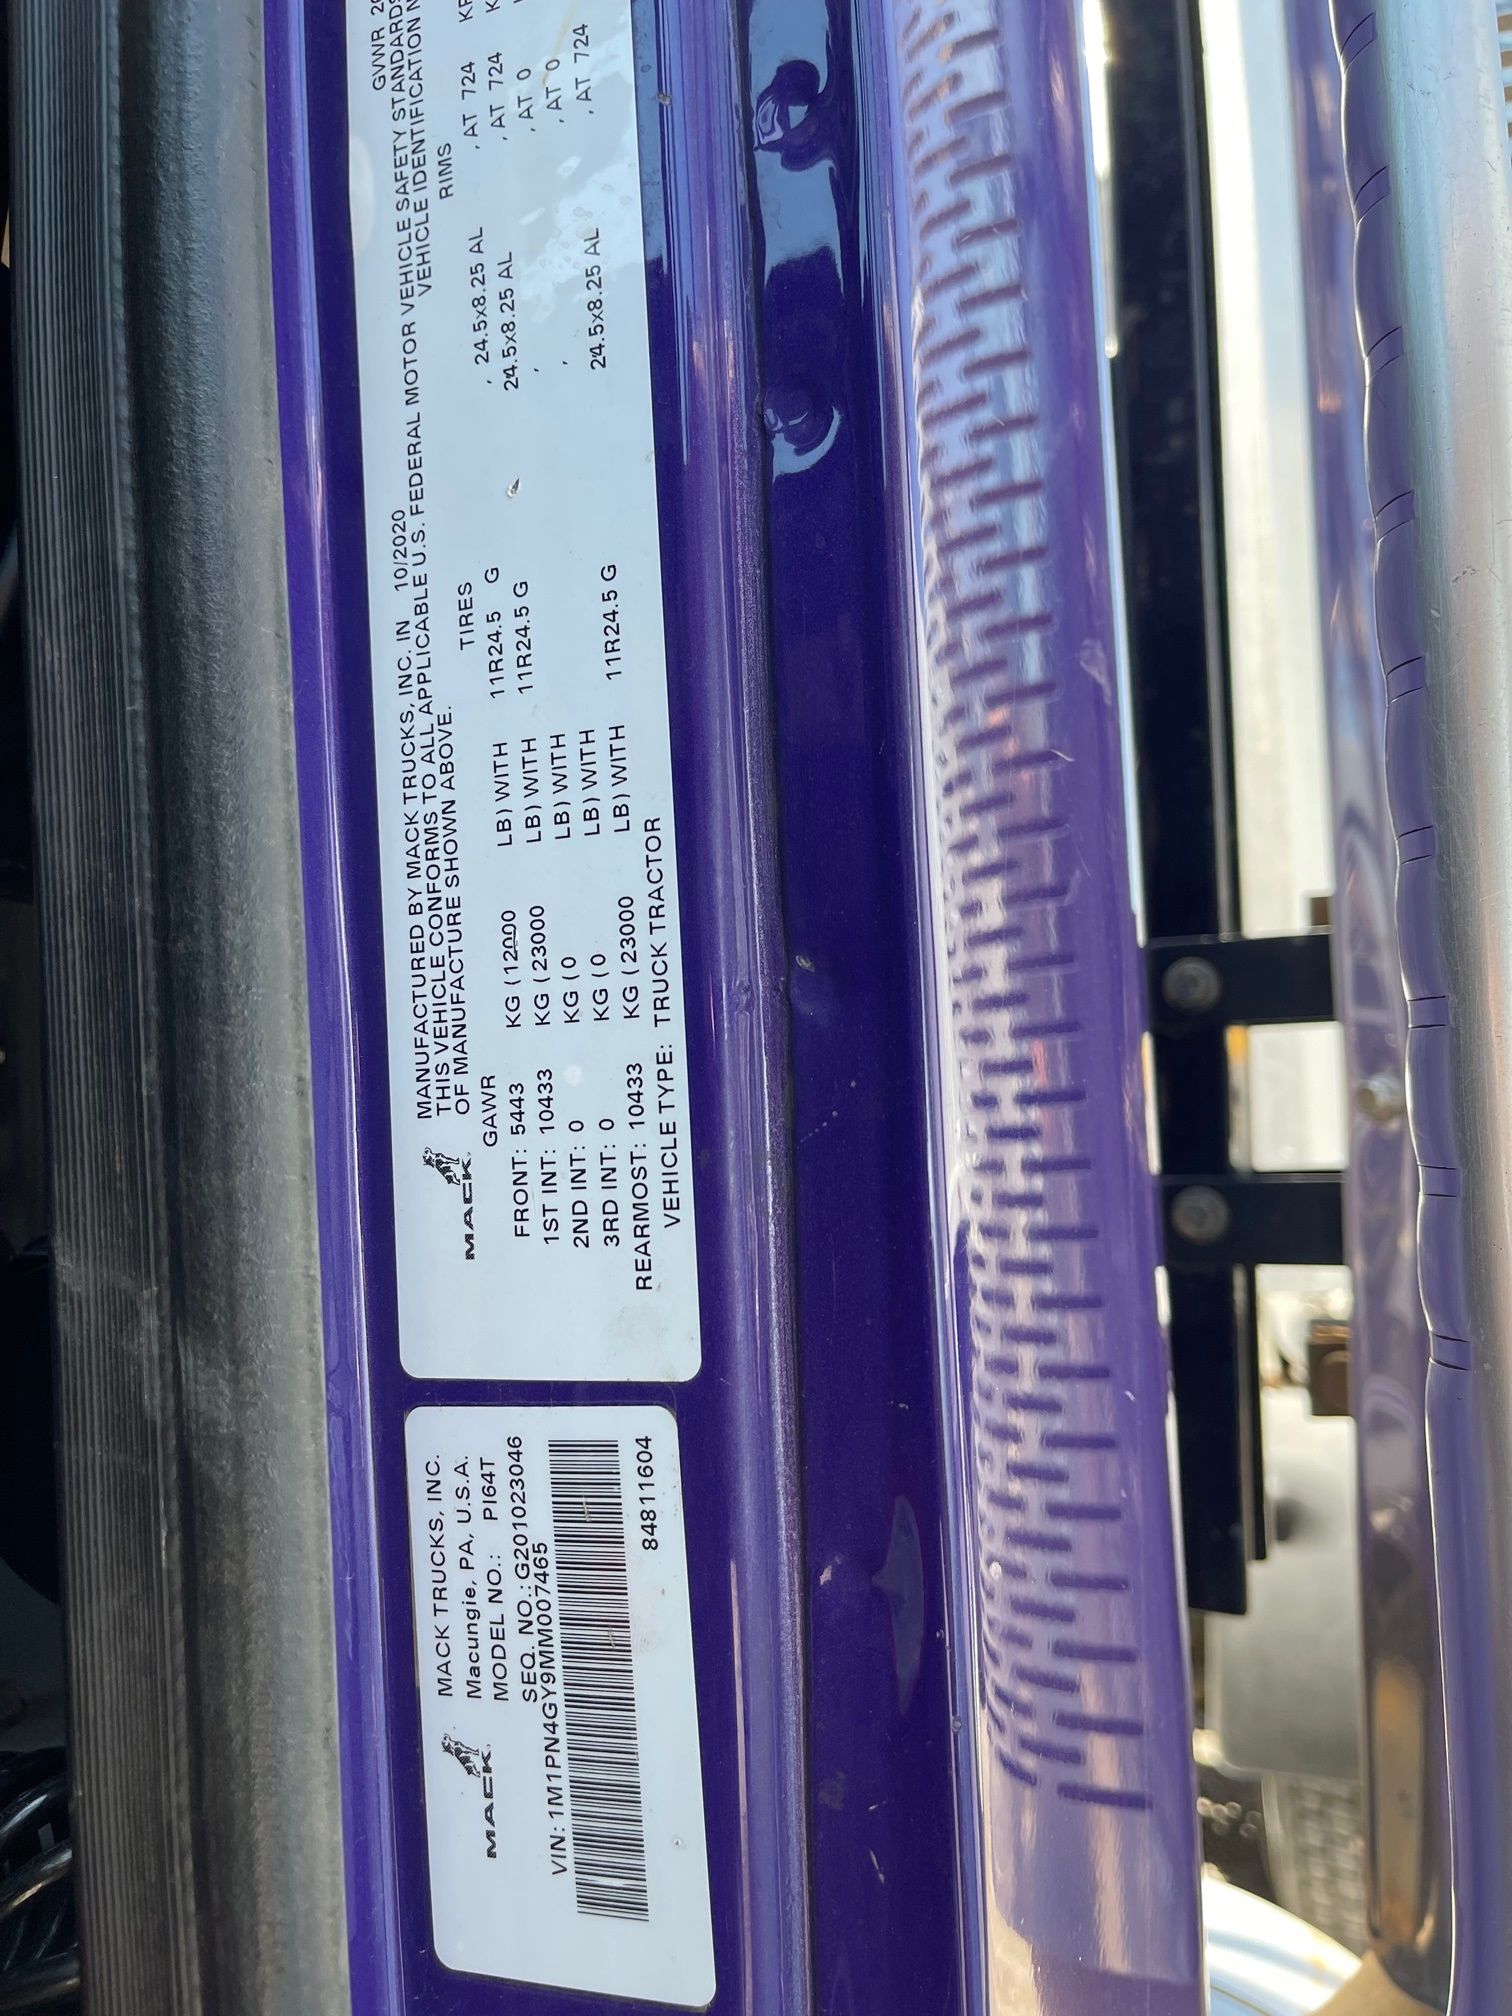 MACK TRUCKS, INC.
Macungie, PA, U.S.A.
MODEL NO.: PI64T
SEQ. NO.: G201023046
VIN: 1M1PN4GY9MM007465
MACK
84811604
GVWR
MANUFACTURED BY MACK TRUCKS, INC. IN 10/2020
THIS VEHICLE CONFORMS TO ALL APPLICABLE U.S. FEDERAL MOTOR VEHICLE SAFETY STANDARDS
OF MANUFACTURE SHOWN ABOVE. VEHICLE IDENTIFICATION
MACK
GAWR TIRES RIMS
FRONT: 5443 KG (12000 LB) WITH 11R24.5 G , 24.5x8.25 AL , AT 724
1ST INT: 10433 KG (23000 LB) WITH 11R24.5 G 24.5x8.25 AL , AT 724
2ND INT: 0 KG (0 LB) WITH , , AT 0
3RD INT: 0 KG (0 LB) WITH , , AT 0
REARMOST: 10433 KG (23000 LB) WITH 11R24.5 G 24.5x8.25 AL , AT 724
VEHICLE TYPE: TRUCK TRACTOR